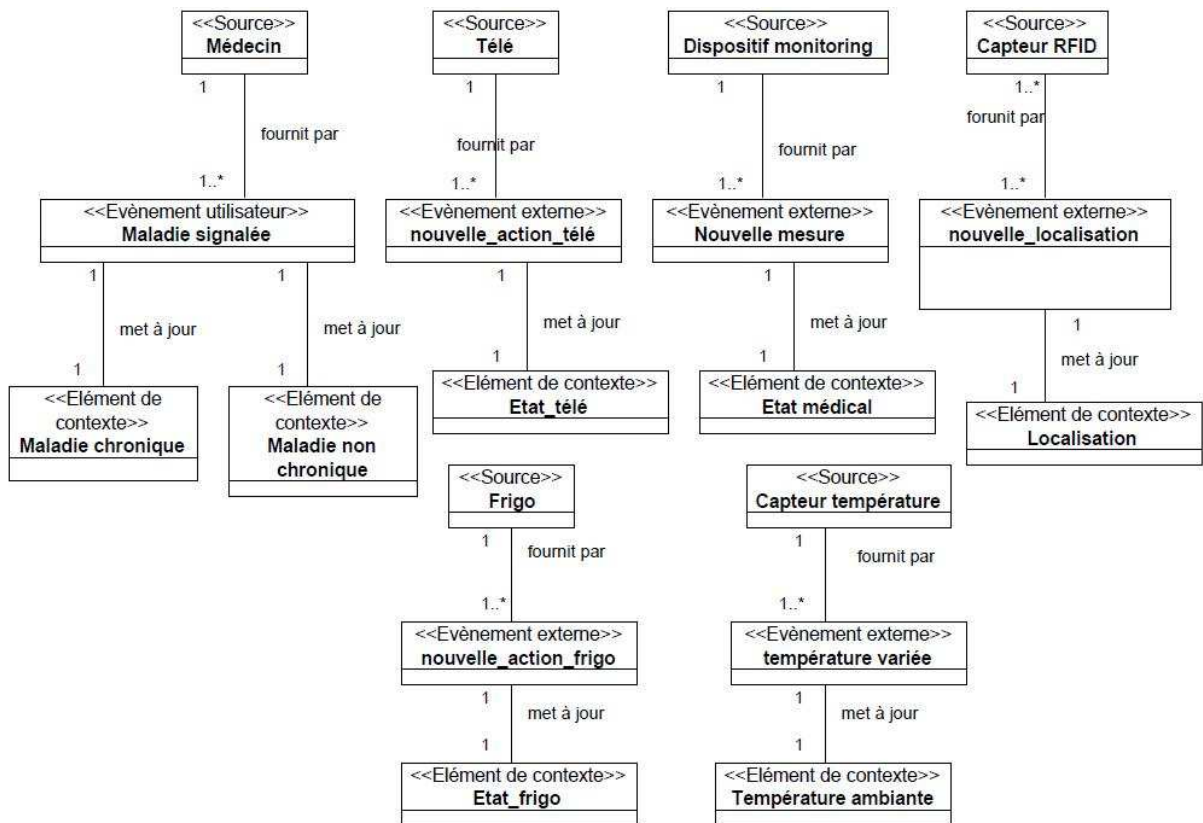 <<Source>>
Médecin
<<Source>>
Télé
<<Source>>
Dispositif monitoring
<<Source>>
Capteur RFID
1
1
1
1..*
fournit par
fournit par
fournit par
forunit par
1..*
1..*
1..*
1..*
<<Evènement utilisateur>>
Maladie signalée
<<Evènement externe>>
nouvelle_action_télé
<<Evènement externe>>
Nouvelle mesure
<<Evènement externe>>
nouvelle_localisation
1
1
1
1
1
met à jour
met à jour
met à jour
met à jour
met à jour
1
1
1
1
1
<<Elément de
contexte>>
Maladie chronique
<<Elément de
contexte>>
Maladie non
chronique
<<Elément de contexte>>
Etat_télé
<<Elément de contexte>>
Etat médical
<<Elément de contexte>>
Localisation
<<Source>>
Frigo
<<Source>>
Capteur température
1
1
fournit par
fournit par
1..*
1..*
<<Evènement externe>>
nouvelle_action_frigo
<<Evènement externe>>
température variée
1
1
met à jour
met à jour
1
1
<<Elément de contexte>>
Etat_frigo
<<Elément de contexte>>
Température ambiante